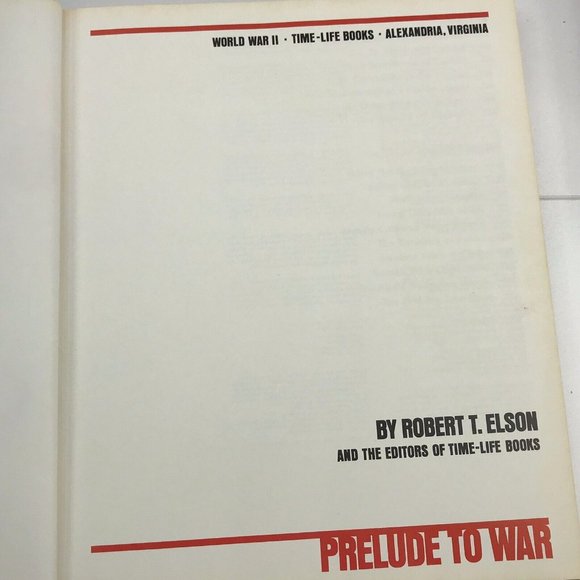 WORLD WAR II · TIME-LIFE BOOKS · ALEXANDRIA, VIRGINIA
BY ROBERT T. ELSON
AND THE EDITORS OF TIME-LIFE BOOKS
PRELUDE TO WAR